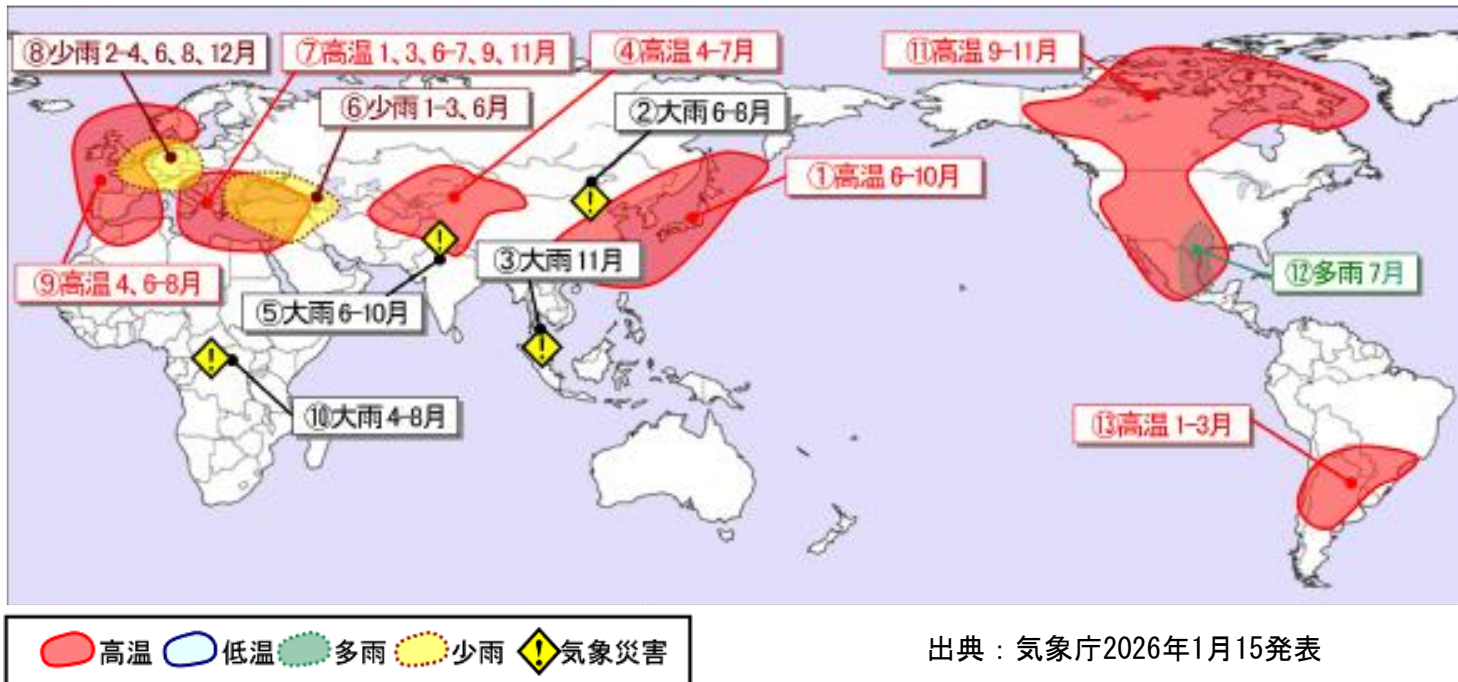 ⑧少雨 2-4、6、8、12月
⑦高温 1、3、6-7、9、11月
④高温 4-7月
⑪高温 9-11月
⑥少雨 1-3、6月
②大雨 6-8月
①高温 6-10月
③大雨 11月
⑨高温 4、6-8月
⑫多雨 7月
⑤大雨 6-10月
⑩大雨 4-8月
⑬高温 1-3月
高温 低温 多雨 少雨 気象災害
出典：気象庁2026年1月15発表